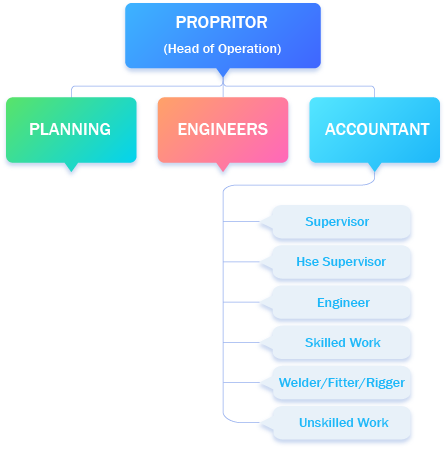 PROPRITOR
(Head of Operation)
PLANNING
ENGINEERS
ACCOUNTANT
Supervisor
Hse Supervisor
Engineer
Skilled Work
Welder/Fitter/Rigger
Unskilled Work